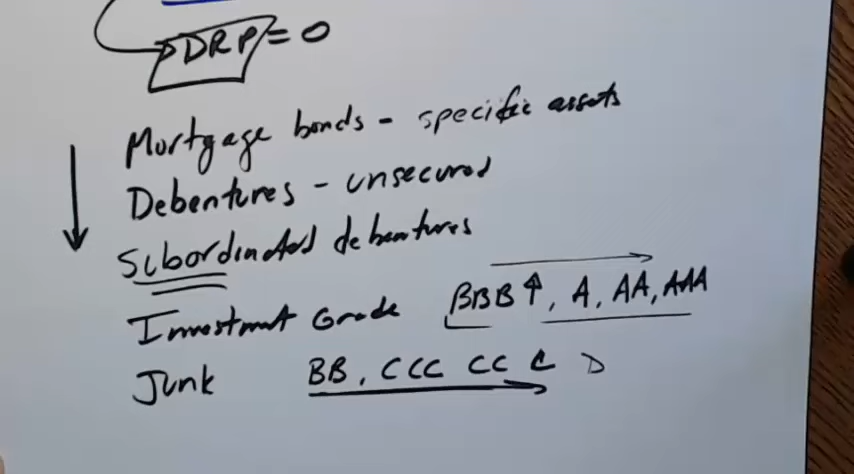 DRP = 0
Mortgage bonds - specific assets
Debentures - unsecured
Subordinated debentures
Investment Grade BBB↑, A, AA, AAA
Junk BB, CCC CC C D